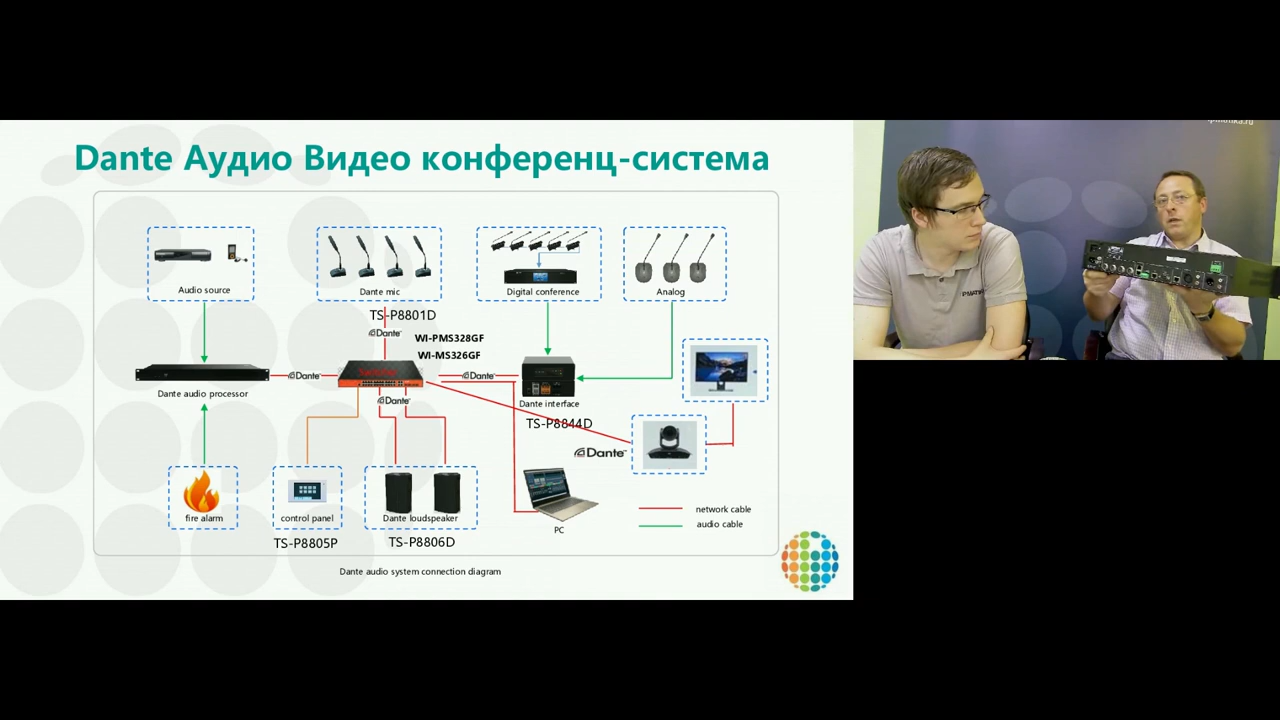 Dante Аудио Видео конференц-система
Audio source
Dante mic
Digital conference
Analog
TS-P8801D
Dante
WI-PMS328GF
WI-MS326GF
Dante
Dante
Dante audio processor
Dante
Dante interface
TS-P8844D
Dante
fire alarm
control panel
Dante loudspeaker
PC
network cable
audio cable
TS-P8805P
TS-P8806D
Dante audio system connection diagram